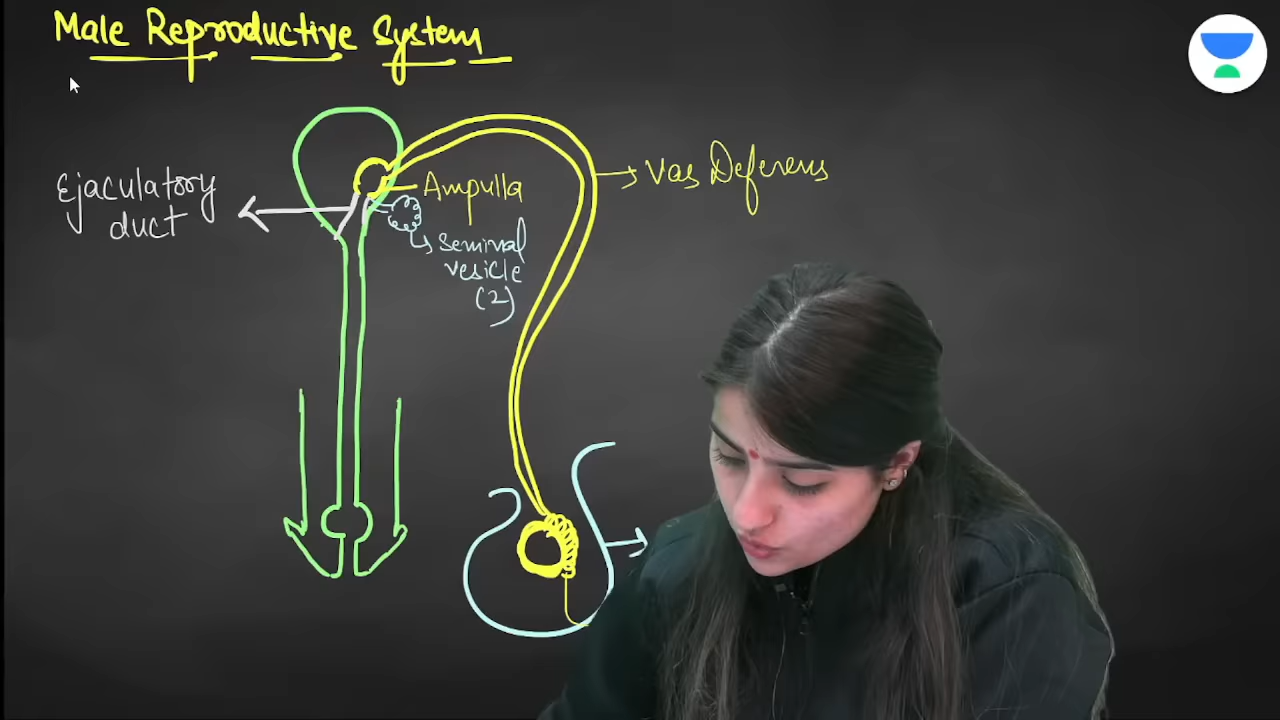 Male Reproductive System
Ejaculatory
duct
Ampulla
Seminal
vesicle
(2)
Vas Deferens